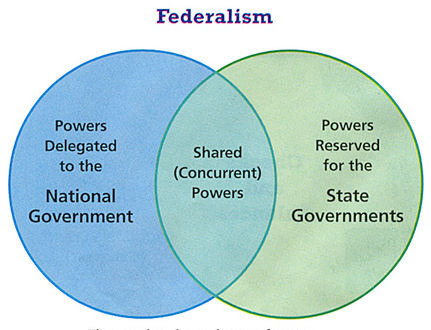 Federalism
Powers
Delegated
to the
National
Government
Shared
(Concurrent)
Powers
Powers
Reserved
for the
State
Governments